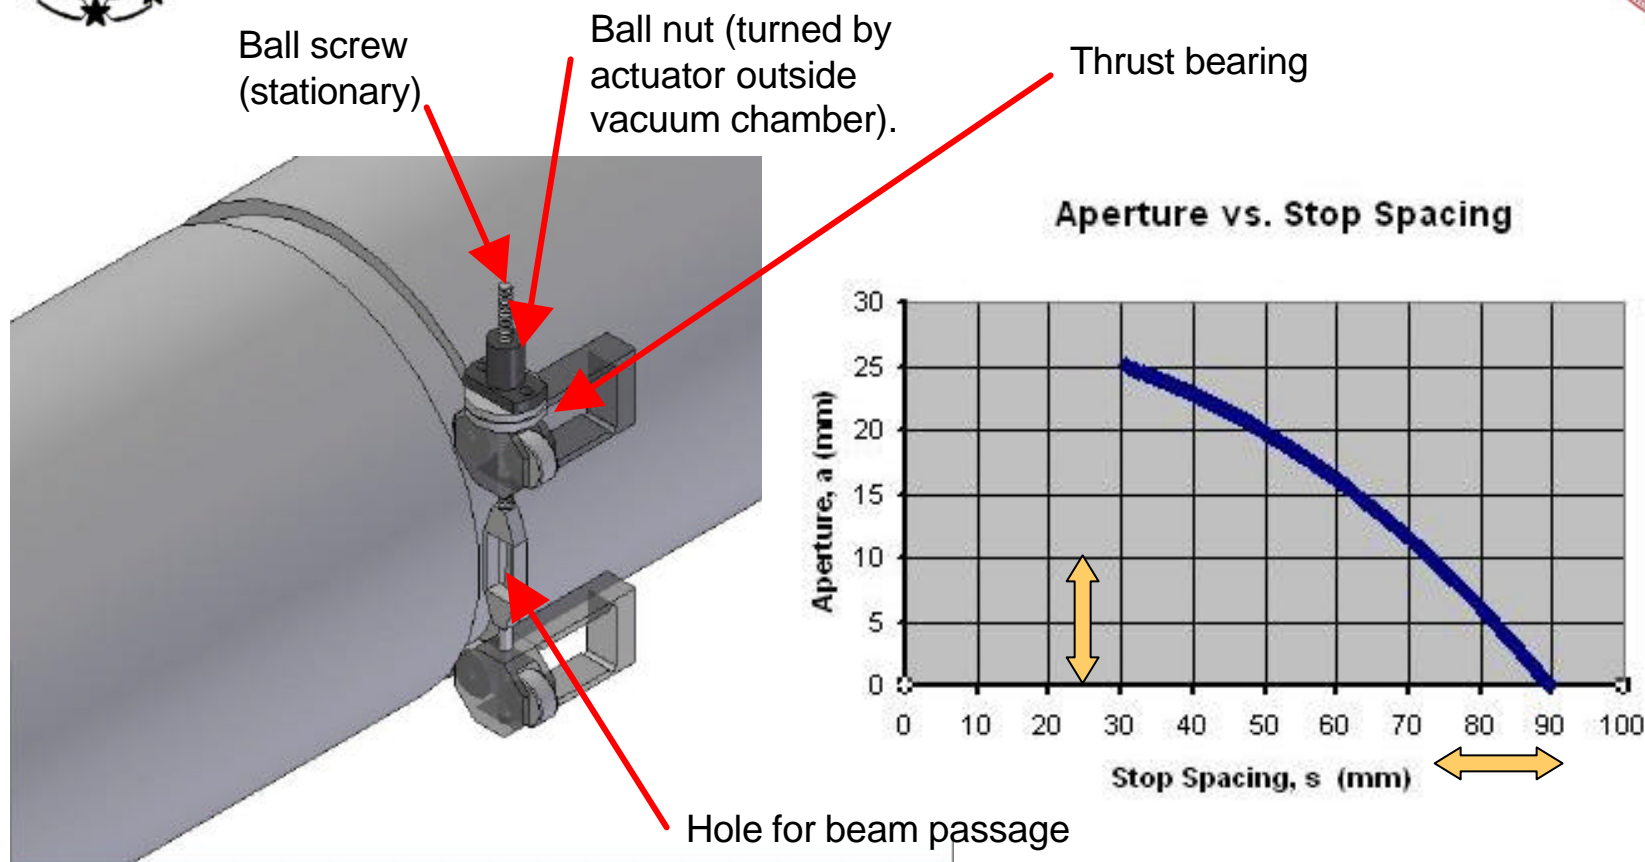 Ball screw
(stationary)
Ball nut (turned by
actuator outside
vacuum chamber).
Thrust bearing
Aperture vs. Stop Spacing
30
25
20
15
10
5
0
Aperture, a (mm)
0 10 20 30 40 50 60 70 80 90 100
Stop Spacing, s (mm)
Hole for beam passage